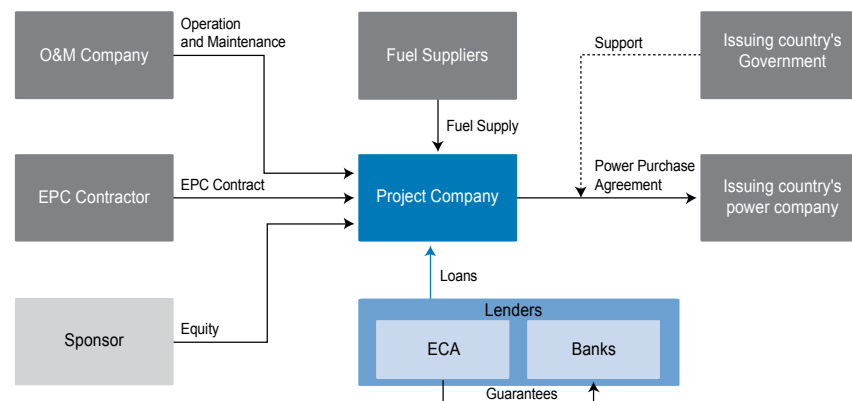 O&M Company
Operation
and Maintenance
Fuel Suppliers
Support
Issuing country's
Government
Fuel Supply
EPC Contractor
EPC Contract
Project Company
Power Purchase
Agreement
Issuing country's
power company
Loans
Sponsor
Equity
Lenders
ECA
Banks
Guarantees